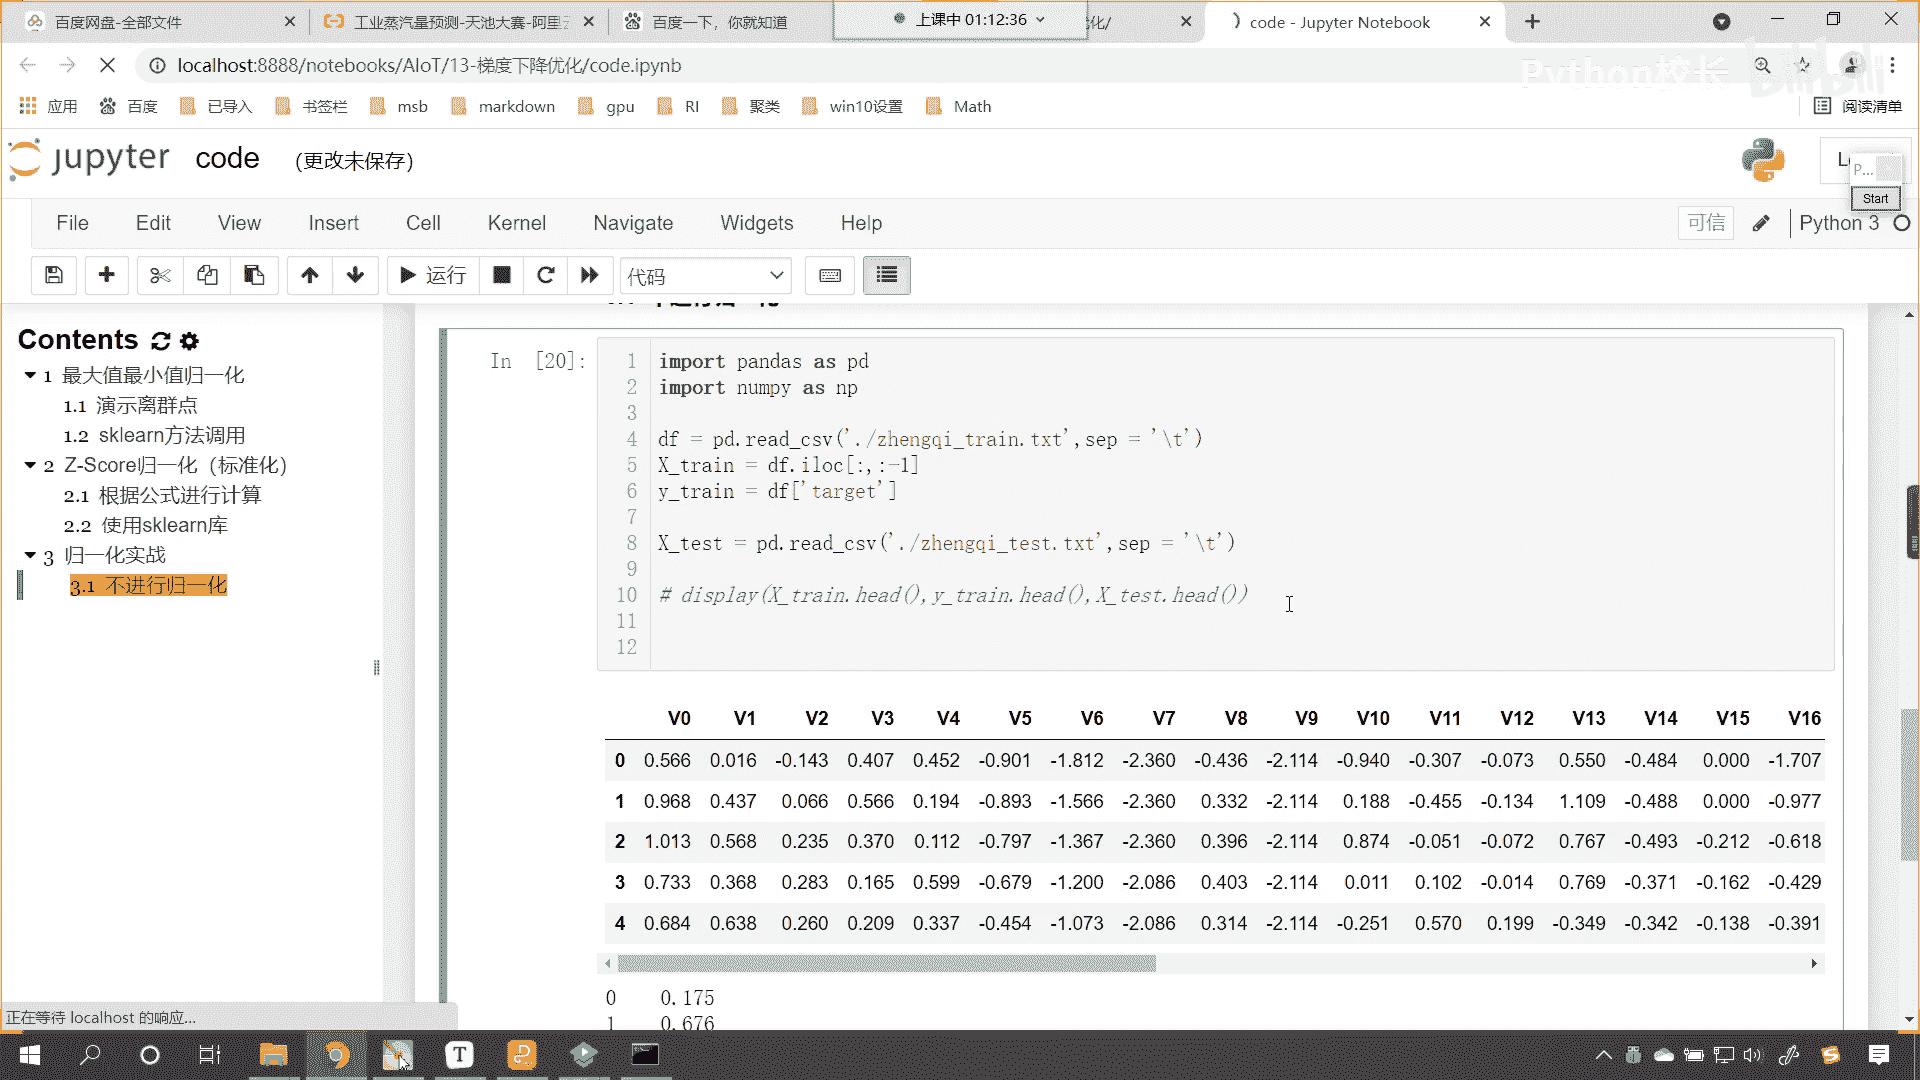 百度网盘-全部文件
工业蒸汽量预测-天池大赛-阿里
百度一下，你就知道
上课中 01:12:36
化/
code - Jupyter Notebook
localhost:8888/notebooks/AIoT/13-梯度下降优化/code.ipynb
Python校长
bilibili
应用
百度
已导入
书签栏
msb
markdown
gpu
RI
聚类
win10设置
Math
阅读清单
jupyter code (更改未保存)
P...
Start
File Edit View Insert Cell Kernel Navigate Widgets Help
可信
Python 3
运行
代码
Contents
1 最大值最小值归一化
1.1 演示离群点
1.2 sklearn方法调用
2 Z-Score归一化（标准化）
2.1 根据公式进行计算
2.2 使用sklearn库
3 归一化实战
3.1 不进行归一化
In [20]:
1 import pandas as pd
2 import numpy as np
3
4 df = pd.read_csv('./zhengqi_train.txt',sep = '\t')
5 X_train = df.iloc[:,:-1]
6 y_train = df['target']
7
8 X_test = pd.read_csv('./zhengqi_test.txt',sep = '\t')
9
10 # display(X_train.head(),y_train.head(),X_test.head())
11
12
V0 V1 V2 V3 V4 V5 V6 V7 V8 V9 V10 V11 V12 V13 V14 V15 V16
0 0.566 0.016 -0.143 0.407 0.452 -0.901 -1.812 -2.360 -0.436 -2.114 -0.940 -0.307 -0.073 0.550 -0.484 0.000 -1.707
1 0.968 0.437 0.066 0.566 0.194 -0.893 -1.566 -2.360 0.332 -2.114 0.188 -0.455 -0.134 1.109 -0.488 0.000 -0.977
2 1.013 0.568 0.235 0.370 0.112 -0.797 -1.367 -2.360 0.396 -2.114 0.874 -0.051 -0.072 0.767 -0.493 -0.212 -0.618
3 0.733 0.368 0.283 0.165 0.599 -0.679 -1.200 -2.086 0.403 -2.114 0.011 0.102 -0.014 0.769 -0.371 -0.162 -0.429
4 0.684 0.638 0.260 0.209 0.337 -0.454 -1.073 -2.086 0.314 -2.114 -0.251 0.570 0.199 -0.349 -0.342 -0.138 -0.391
0 0.175
1 0.676
正在等待 localhost 的响应...